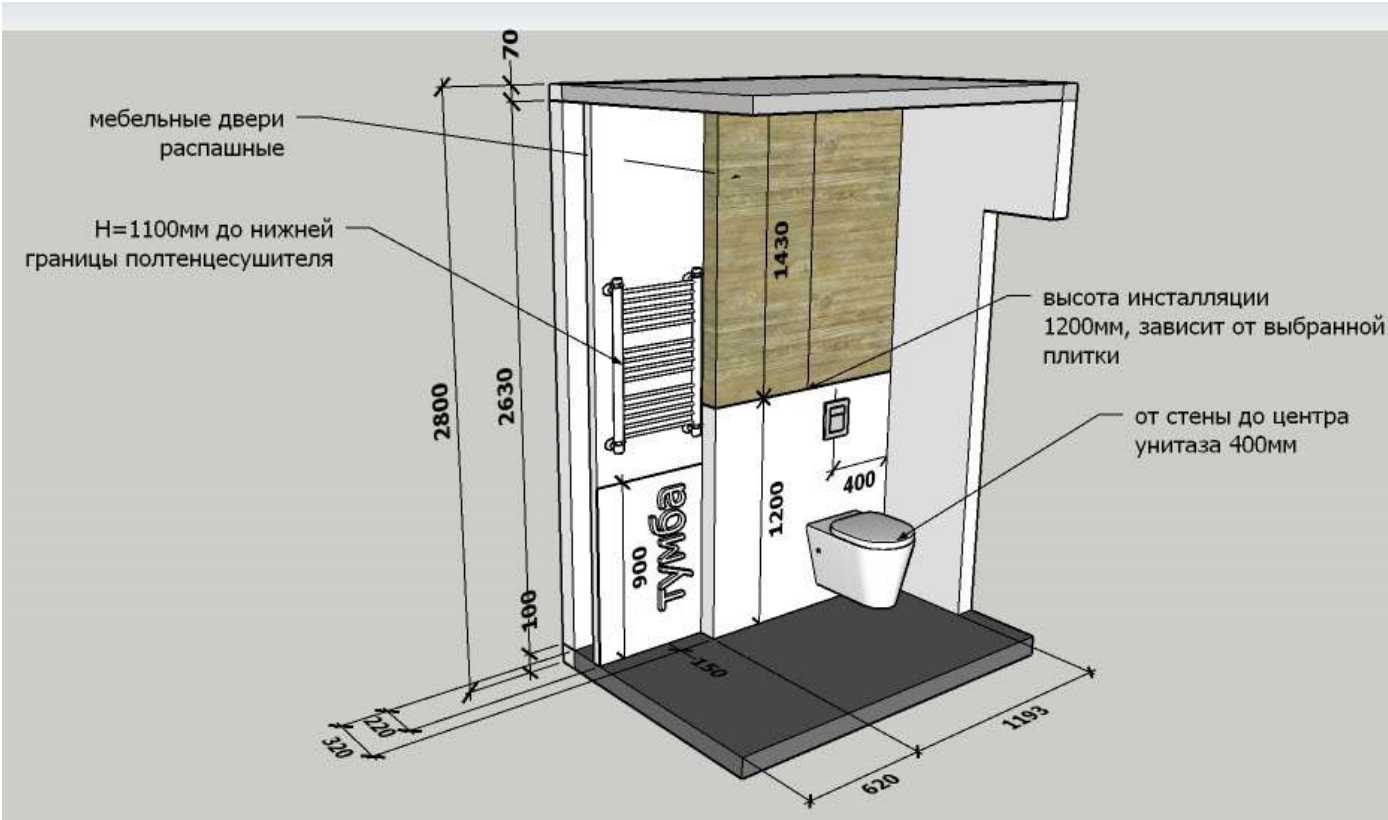 70
мебельные двери
распашные
H=1100мм до нижней
границы полтенцесушителя
1430
высота инсталляции
1200мм, зависит от выбранной
плитки
2800
2630
от стены до центра
унитаза 400мм
400
1200
900
тумба
100
150
220
320
1193
620